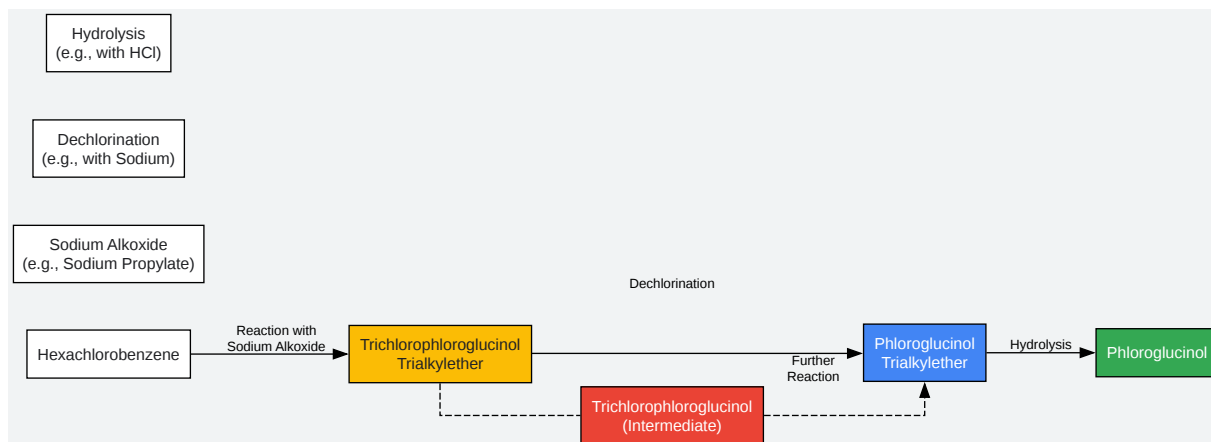 Hydrolysis
(e.g., with HCl)
Dechlorination
(e.g., with Sodium)
Sodium Alkoxide
(e.g., Sodium Propylate)
Dechlorination
Hexachlorobenzene
Reaction with
Sodium Alkoxide
Trichlorophloroglucinol
Trialkylether
Further
Reaction
Phloroglucinol
Trialkylether
Hydrolysis
Phloroglucinol
Trichlorophloroglucinol
(Intermediate)